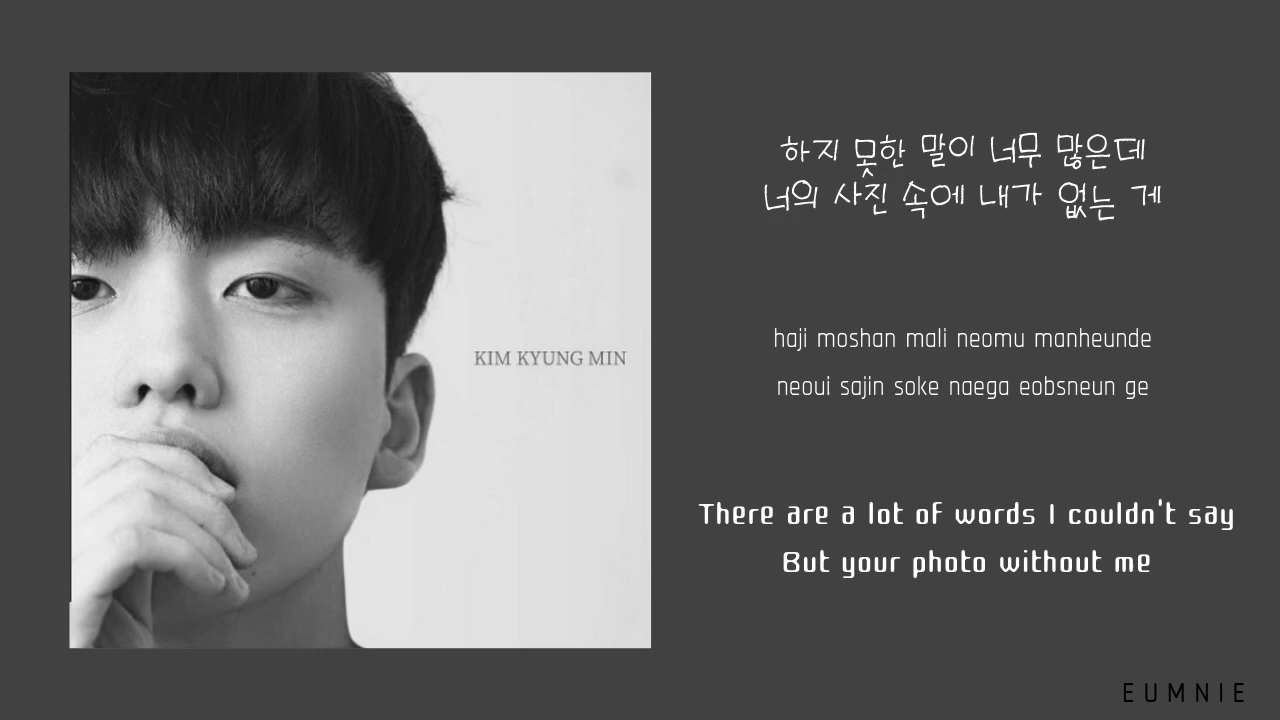 KIM KYUNG MIN
하지 못한 말이 너무 많은데
너의 사진 속에 내가 없는 게
haji moshan mali neomu manheunde
neoui sajin soke naega eobsneun ge
There are a lot of words I couldn't say
But your photo without me
EUMNIE